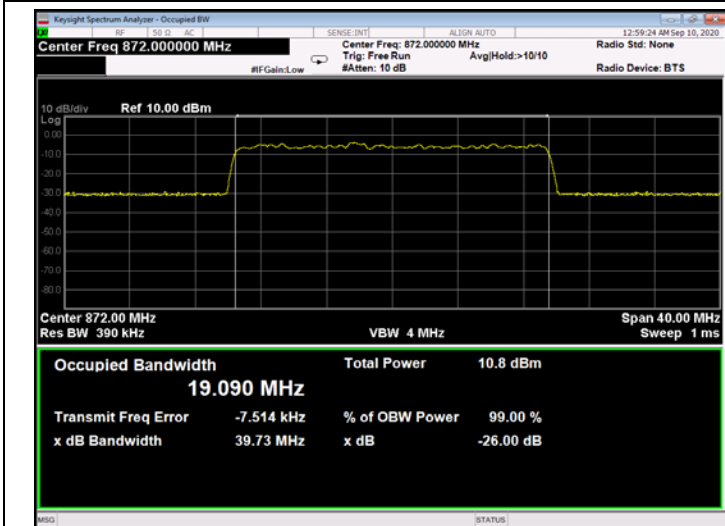 Keysight Spectrum Analyzer - Occupied BW
RF 50 Ω AC SENSE:INT ALIGN AUTO 12:59:24 AM Sep 10, 2020
Center Freq 872.000000 MHz Center Freq: 872.000000 MHz Radio Std: None
Trig: Free Run Avg|Hold:>10/10
#IFGain:Low #Atten: 10 dB Radio Device: BTS
10 dB/div Ref 10.00 dBm
Log
0.00
-10.0
-20.0
-30.0
-40.0
-50.0
-60.0
-70.0
-80.0
Center 872.00 MHz Span 40.00 MHz
Res BW 390 kHz VBW 4 MHz Sweep 1 ms
Occupied Bandwidth Total Power 10.8 dBm
19.090 MHz
Transmit Freq Error -7.514 kHz % of OBW Power 99.00 %
x dB Bandwidth 39.73 MHz x dB -26.00 dB
MSG STATUS